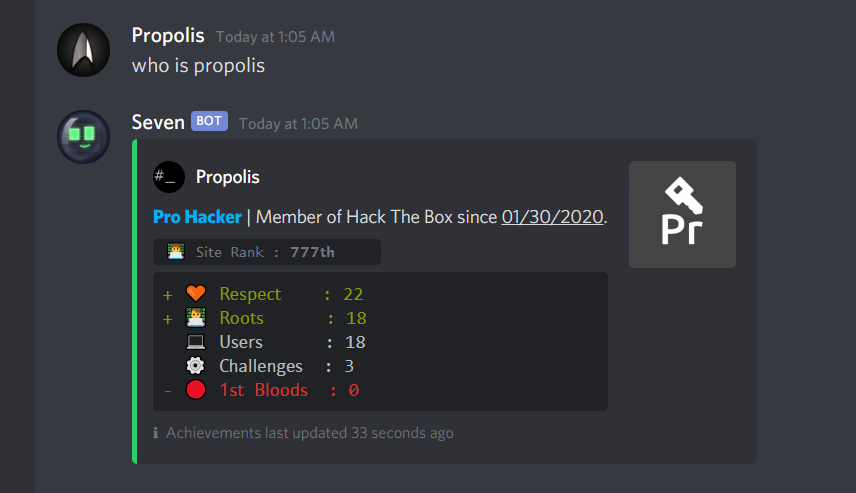 Propolis Today at 1:05 AM
who is propolis
Seven BOT Today at 1:05 AM
#_ Propolis
Pro Hacker | Member of Hack The Box since 01/30/2020.
Site Rank : 777th
Pr
+ Respect : 22
+ Roots : 18
Users : 18
Challenges : 3
- 1st Bloods : 0
ℹ Achievements last updated 33 seconds ago